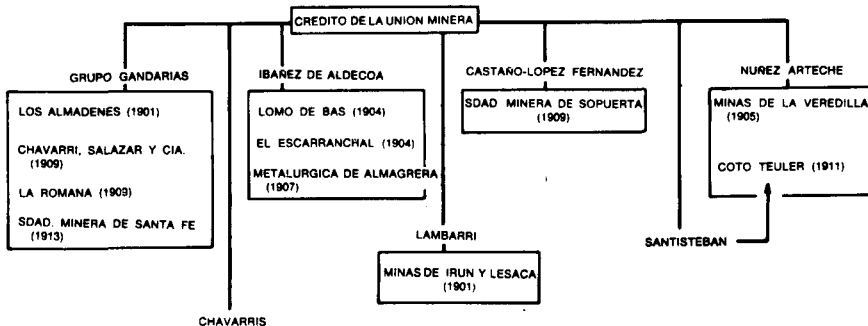 CREDITO DE LA UNION MINERA
GRUPO GANDARIAS
LOS ALMADENES (1901)
CHAVARRI, SALAZAR Y CIA.
(1909)
LA ROMANA (1909)
SDAD. MINERA DE SANTA FE
(1913)
CHAVARRIS
IBAÑEZ DE ALDECOA
LOMO DE BAS (1904)
EL ESCARRANCHAL (1904)
METALURGICA DE ALMAGRERA
(1907)
LAMBARRI
MINAS DE IRUN Y LESACA
(1901)
CASTAÑO-LOPEZ FERNANDEZ
SDAD MINERA DE SOPUERTA
(1909)
SANTISTEBAN
NUÑEZ ARTECHE
MINAS DE LA VEREDILLA
(1905)
COTO TEULER (1911)